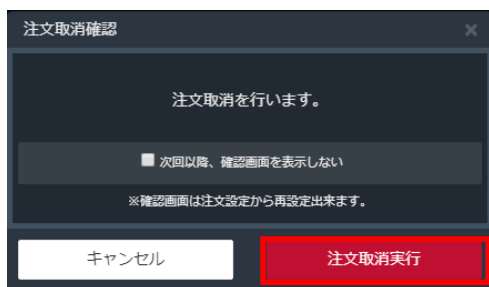 注文取消確認
×
注文取消を行います。
次回以降、確認画面を表示しない
※確認画面は注文設定から再設定出来ます。
キャンセル
注文取消実行